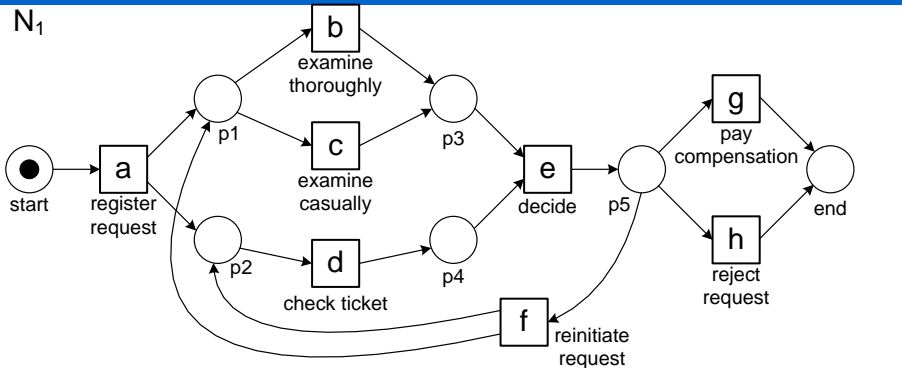 N1
b
examine
thoroughly
p1
c
examine
casually
p3
g
pay
compensation
start
a
register
request
e
decide
p5
end
p2
d
check ticket
p4
h
reject
request
f
reinitiate
request